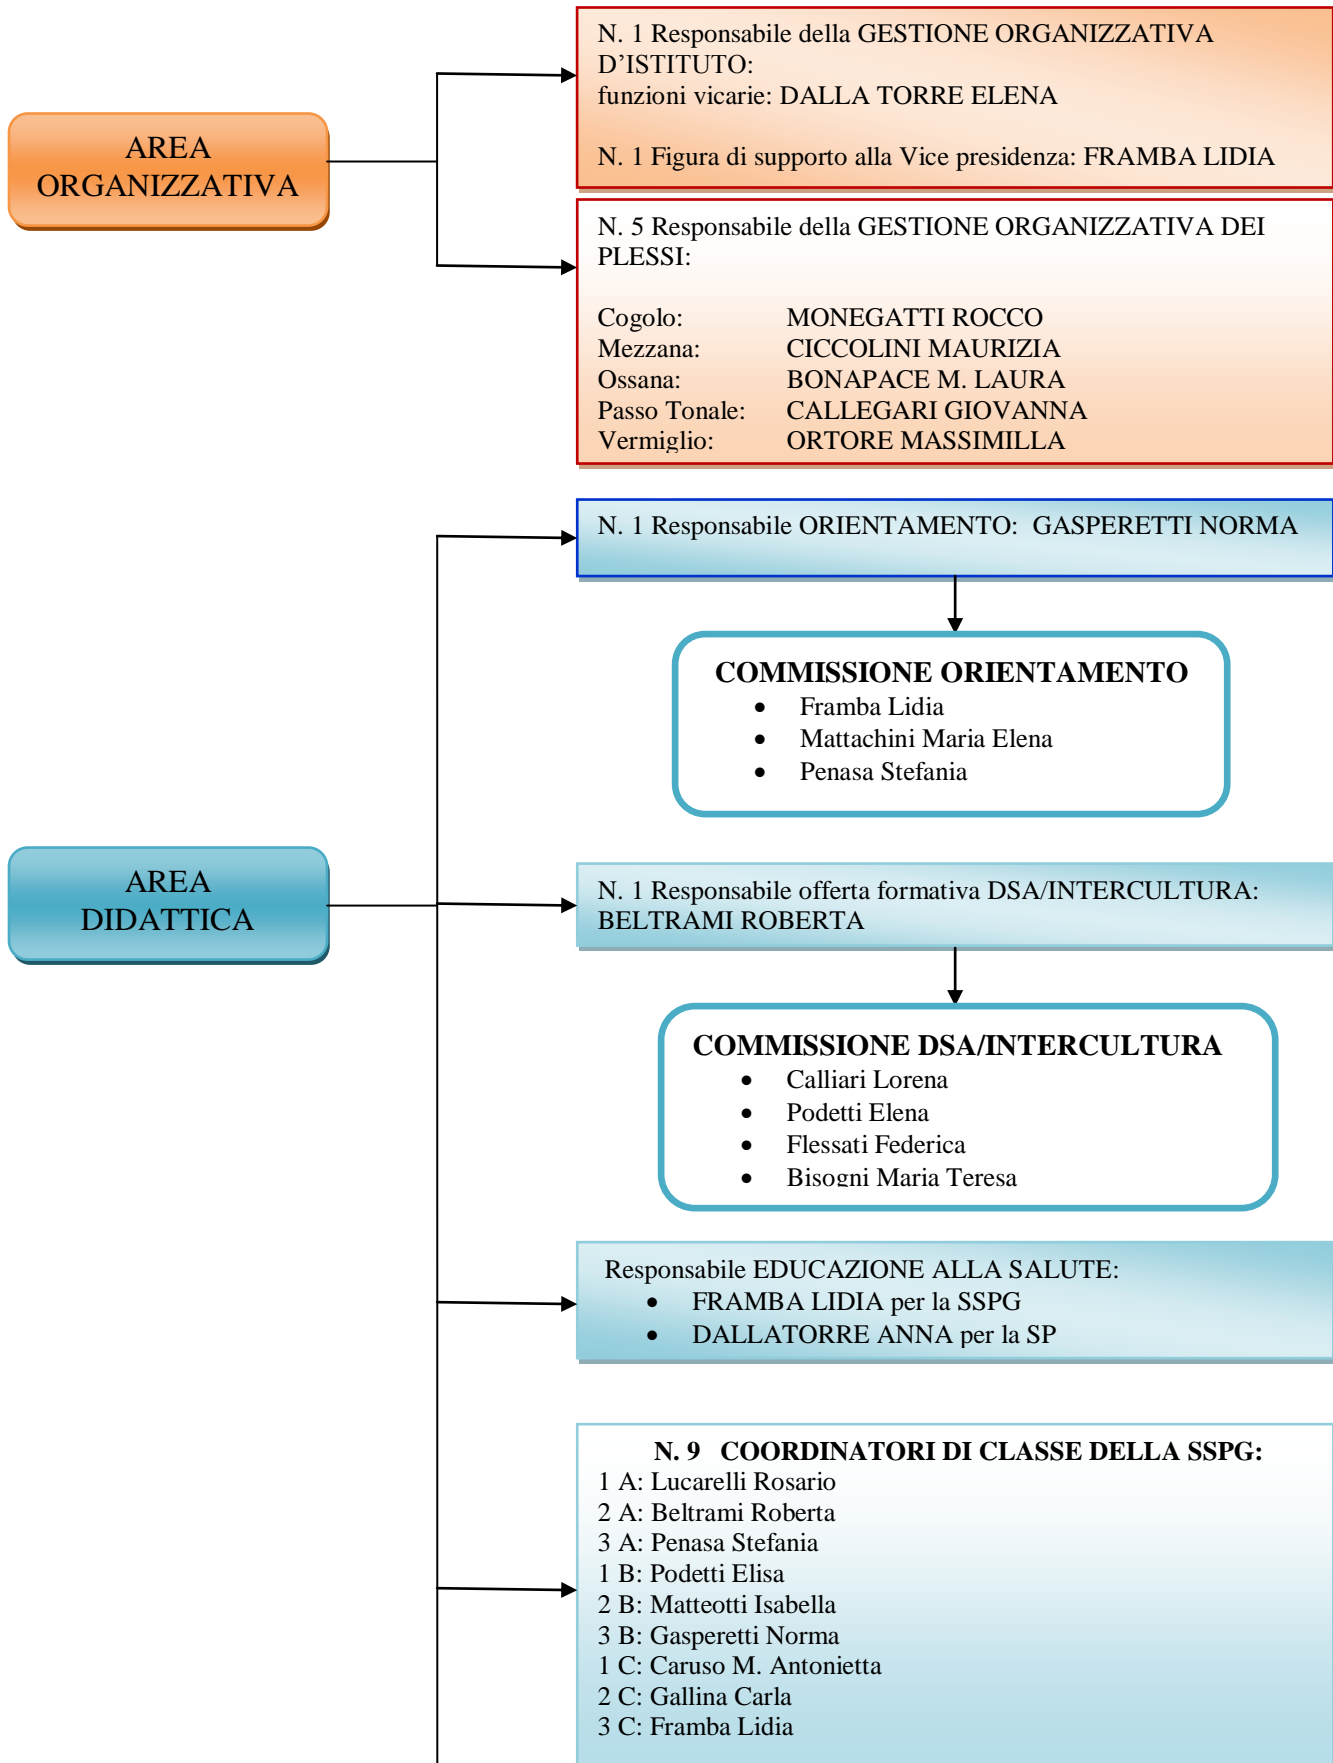 N. 1 Responsabile della GESTIONE ORGANIZZATIVA
D’ISTITUTO:
funzioni vicarie: DALLA TORRE ELENA
N. 1 Figura di supporto alla Vice presidenza: FRAMBA LIDIA
AREA
ORGANIZZATIVA
N. 5 Responsabile della GESTIONE ORGANIZZATIVA DEI
PLESSI:
Cogolo: MONEGATTI ROCCO
Mezzana: CICCOLINI MAURIZIA
Ossana: BONAPACE M. LAURA
Passo Tonale: CALLEGARI GIOVANNA
Vermiglio: ORTORE MASSIMILLA
N. 1 Responsabile ORIENTAMENTO: GASPERETTI NORMA
COMMISSIONE ORIENTAMENTO
• Framba Lidia
• Mattachini Maria Elena
• Penasa Stefania
AREA
DIDATTICA
N. 1 Responsabile offerta formativa DSA/INTERCULTURA:
BELTRAMI ROBERTA
COMMISSIONE DSA/INTERCULTURA
• Calliari Lorena
• Podetti Elena
• Flessati Federica
• Bisogni Maria Teresa
Responsabile EDUCAZIONE ALLA SALUTE:
• FRAMBA LIDIA per la SSPG
• DALLATORRE ANNA per la SP
N. 9 COORDINATORI DI CLASSE DELLA SSPG:
1 A: Lucarelli Rosario
2 A: Beltrami Roberta
3 A: Penasa Stefania
1 B: Podetti Elisa
2 B: Matteotti Isabella
3 B: Gasperetti Norma
1 C: Caruso M. Antonietta
2 C: Gallina Carla
3 C: Framba Lidia